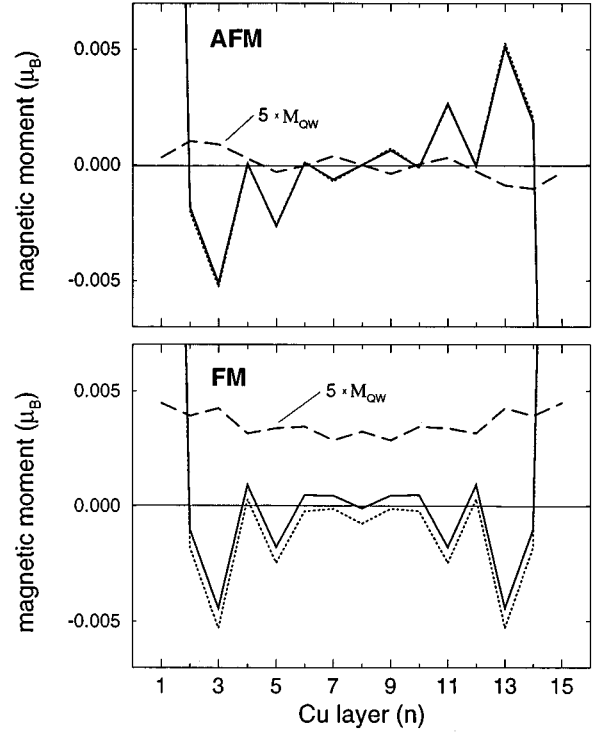 AFM
5 × M_QW
magnetic moment (μ_B)
0.005
0.000
-0.005
FM
5 × M_QW
magnetic moment (μ_B)
0.005
0.000
-0.005
1 3 5 7 9 11 13 15
Cu layer (n)